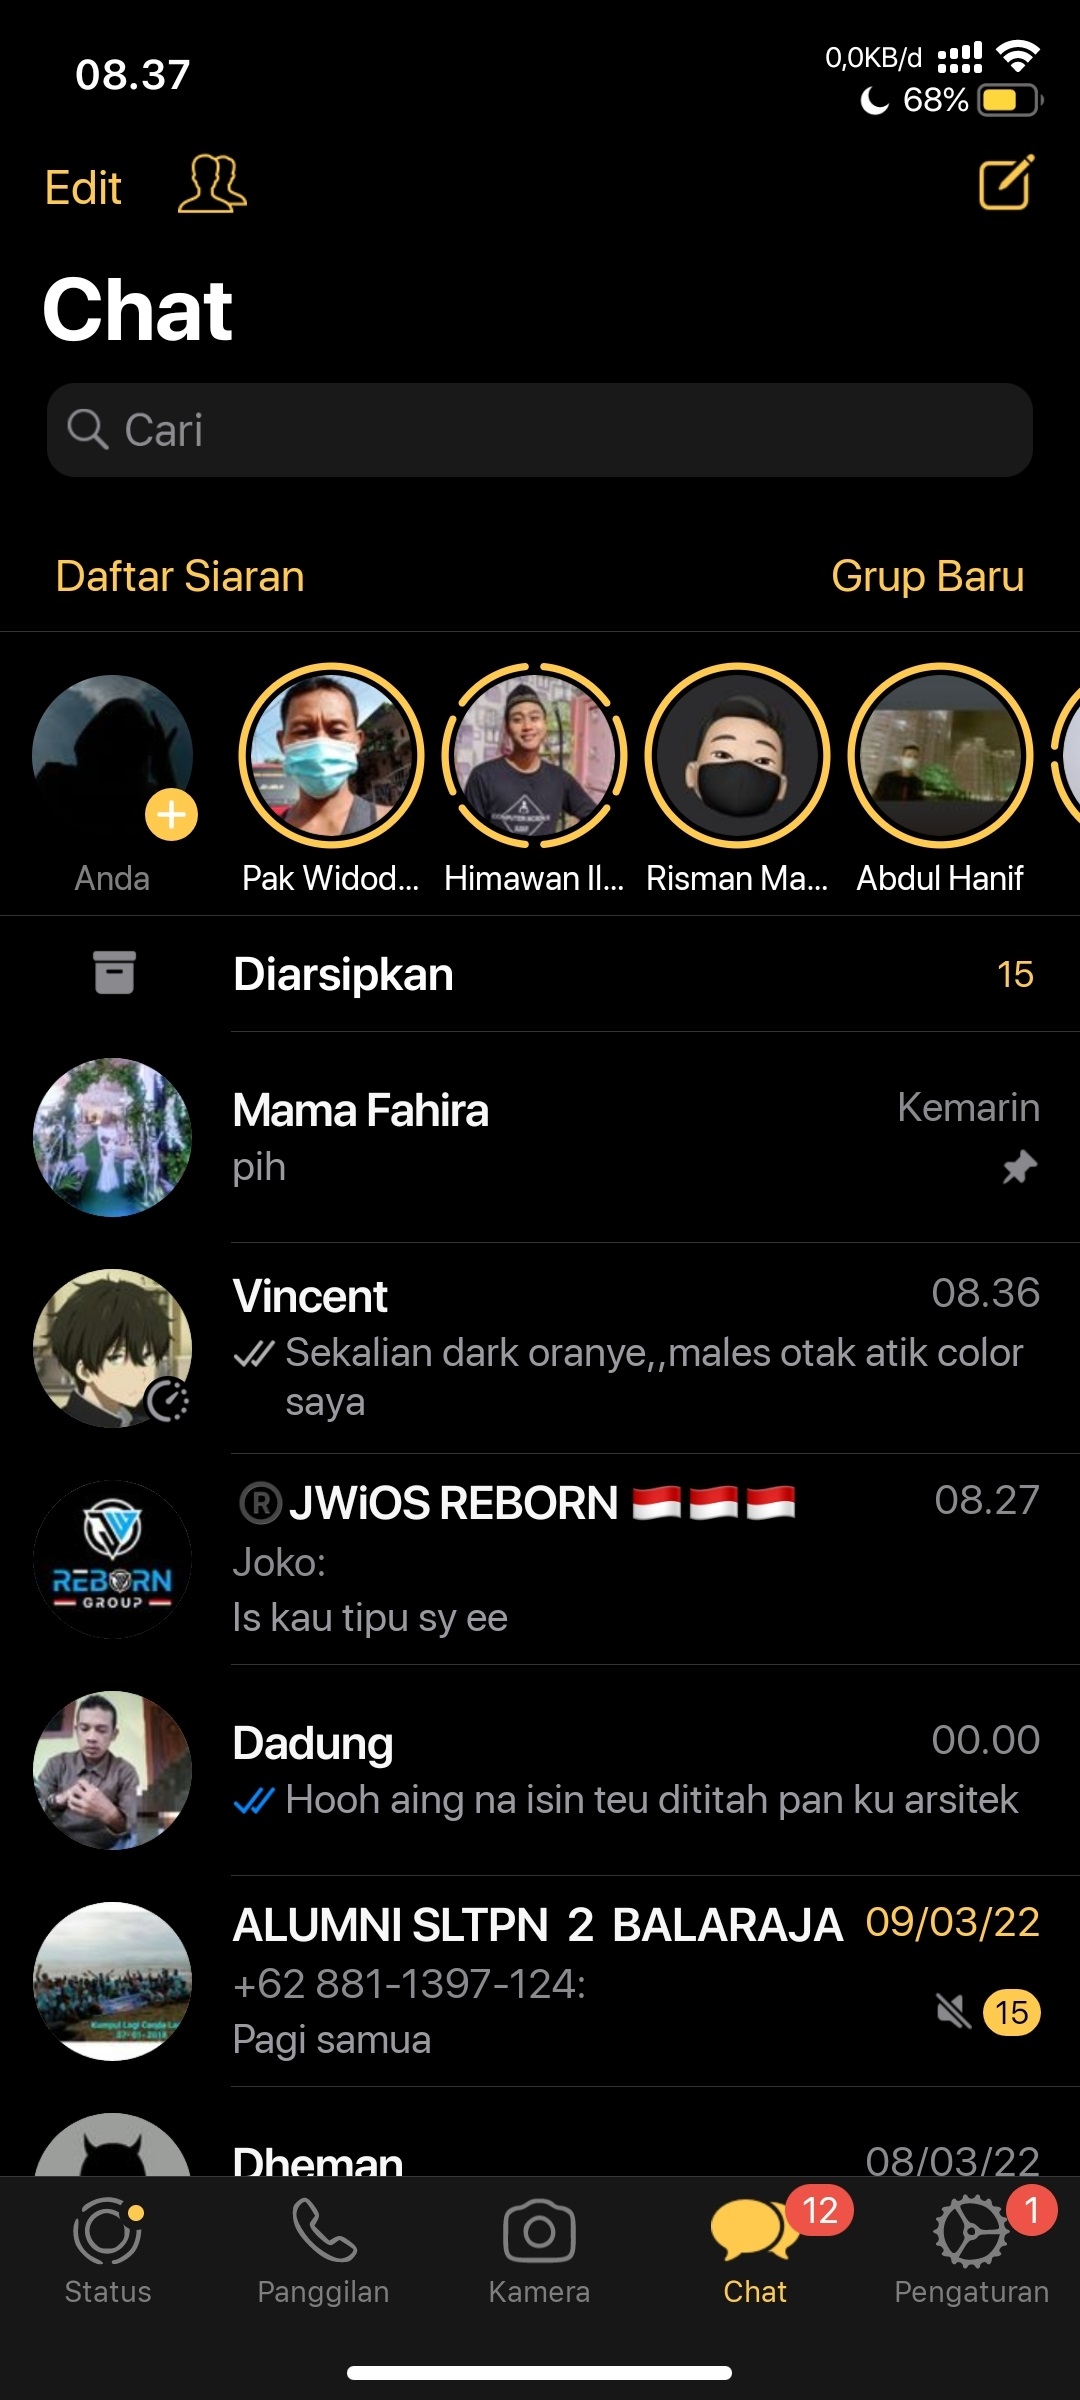 08.37
0,0KB/d
68%
Edit
Chat
Cari
Daftar Siaran
Grup Baru
Anda
Pak Widod...
Himawan Il...
Risman Ma...
Abdul Hanif
Diarsipkan
15
Mama Fahira
Kemarin
pih
Vincent
08.36
Sekalian dark oranye,,males otak atik color
saya
®JWiOS REBORN 🇮🇩🇮🇩🇮🇩
08.27
REBORN
GROUP
Joko:
Is kau tipu sy ee
Dadung
00.00
Hooh aing na isin teu dititah pan ku arsitek
ALUMNI SLTPN 2 BALARAJA
09/03/22
+62 881-1397-124:
Pagi samua
15
Dheman
08/03/22
Status
Panggilan
Kamera
Chat
12
Pengaturan
1